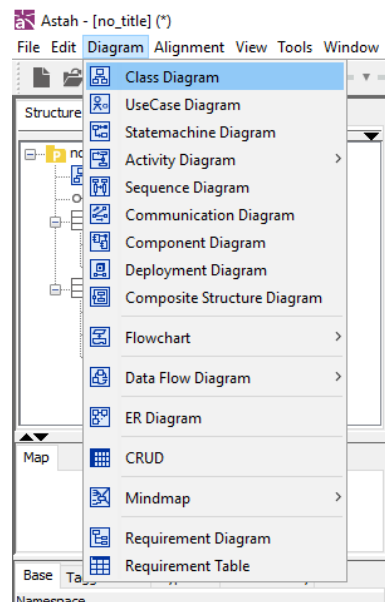 Astah - [no_title] (*)
File Edit Diagram Alignment View Tools Window
Class Diagram
Structure
UseCase Diagram
Statemachine Diagram
Activity Diagram
Sequence Diagram
Communication Diagram
Component Diagram
Deployment Diagram
Composite Structure Diagram
Flowchart
Data Flow Diagram
ER Diagram
CRUD
Map
Mindmap
Requirement Diagram
Requirement Table
Base
Namespace